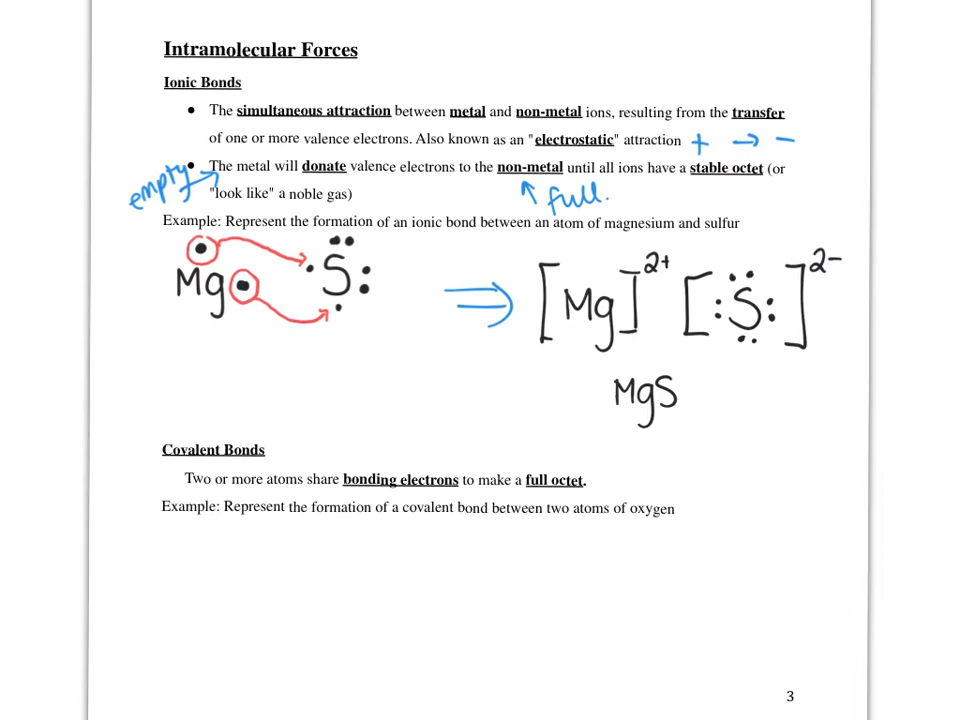 Intramolecular Forces
Ionic Bonds
• The simultaneous attraction between metal and non-metal ions, resulting from the transfer
of one or more valence electrons. Also known as an "electrostatic" attraction + → -
• The metal will donate valence electrons to the non-metal until all ions have a stable octet (or
empty
"look like" a noble gas)
full.
Example: Represent the formation of an ionic bond between an atom of magnesium and sulfur
Mg S ⇒ [Mg]2+ [:S:]2-
MgS
Covalent Bonds
Two or more atoms share bonding electrons to make a full octet.
Example: Represent the formation of a covalent bond between two atoms of oxygen
3